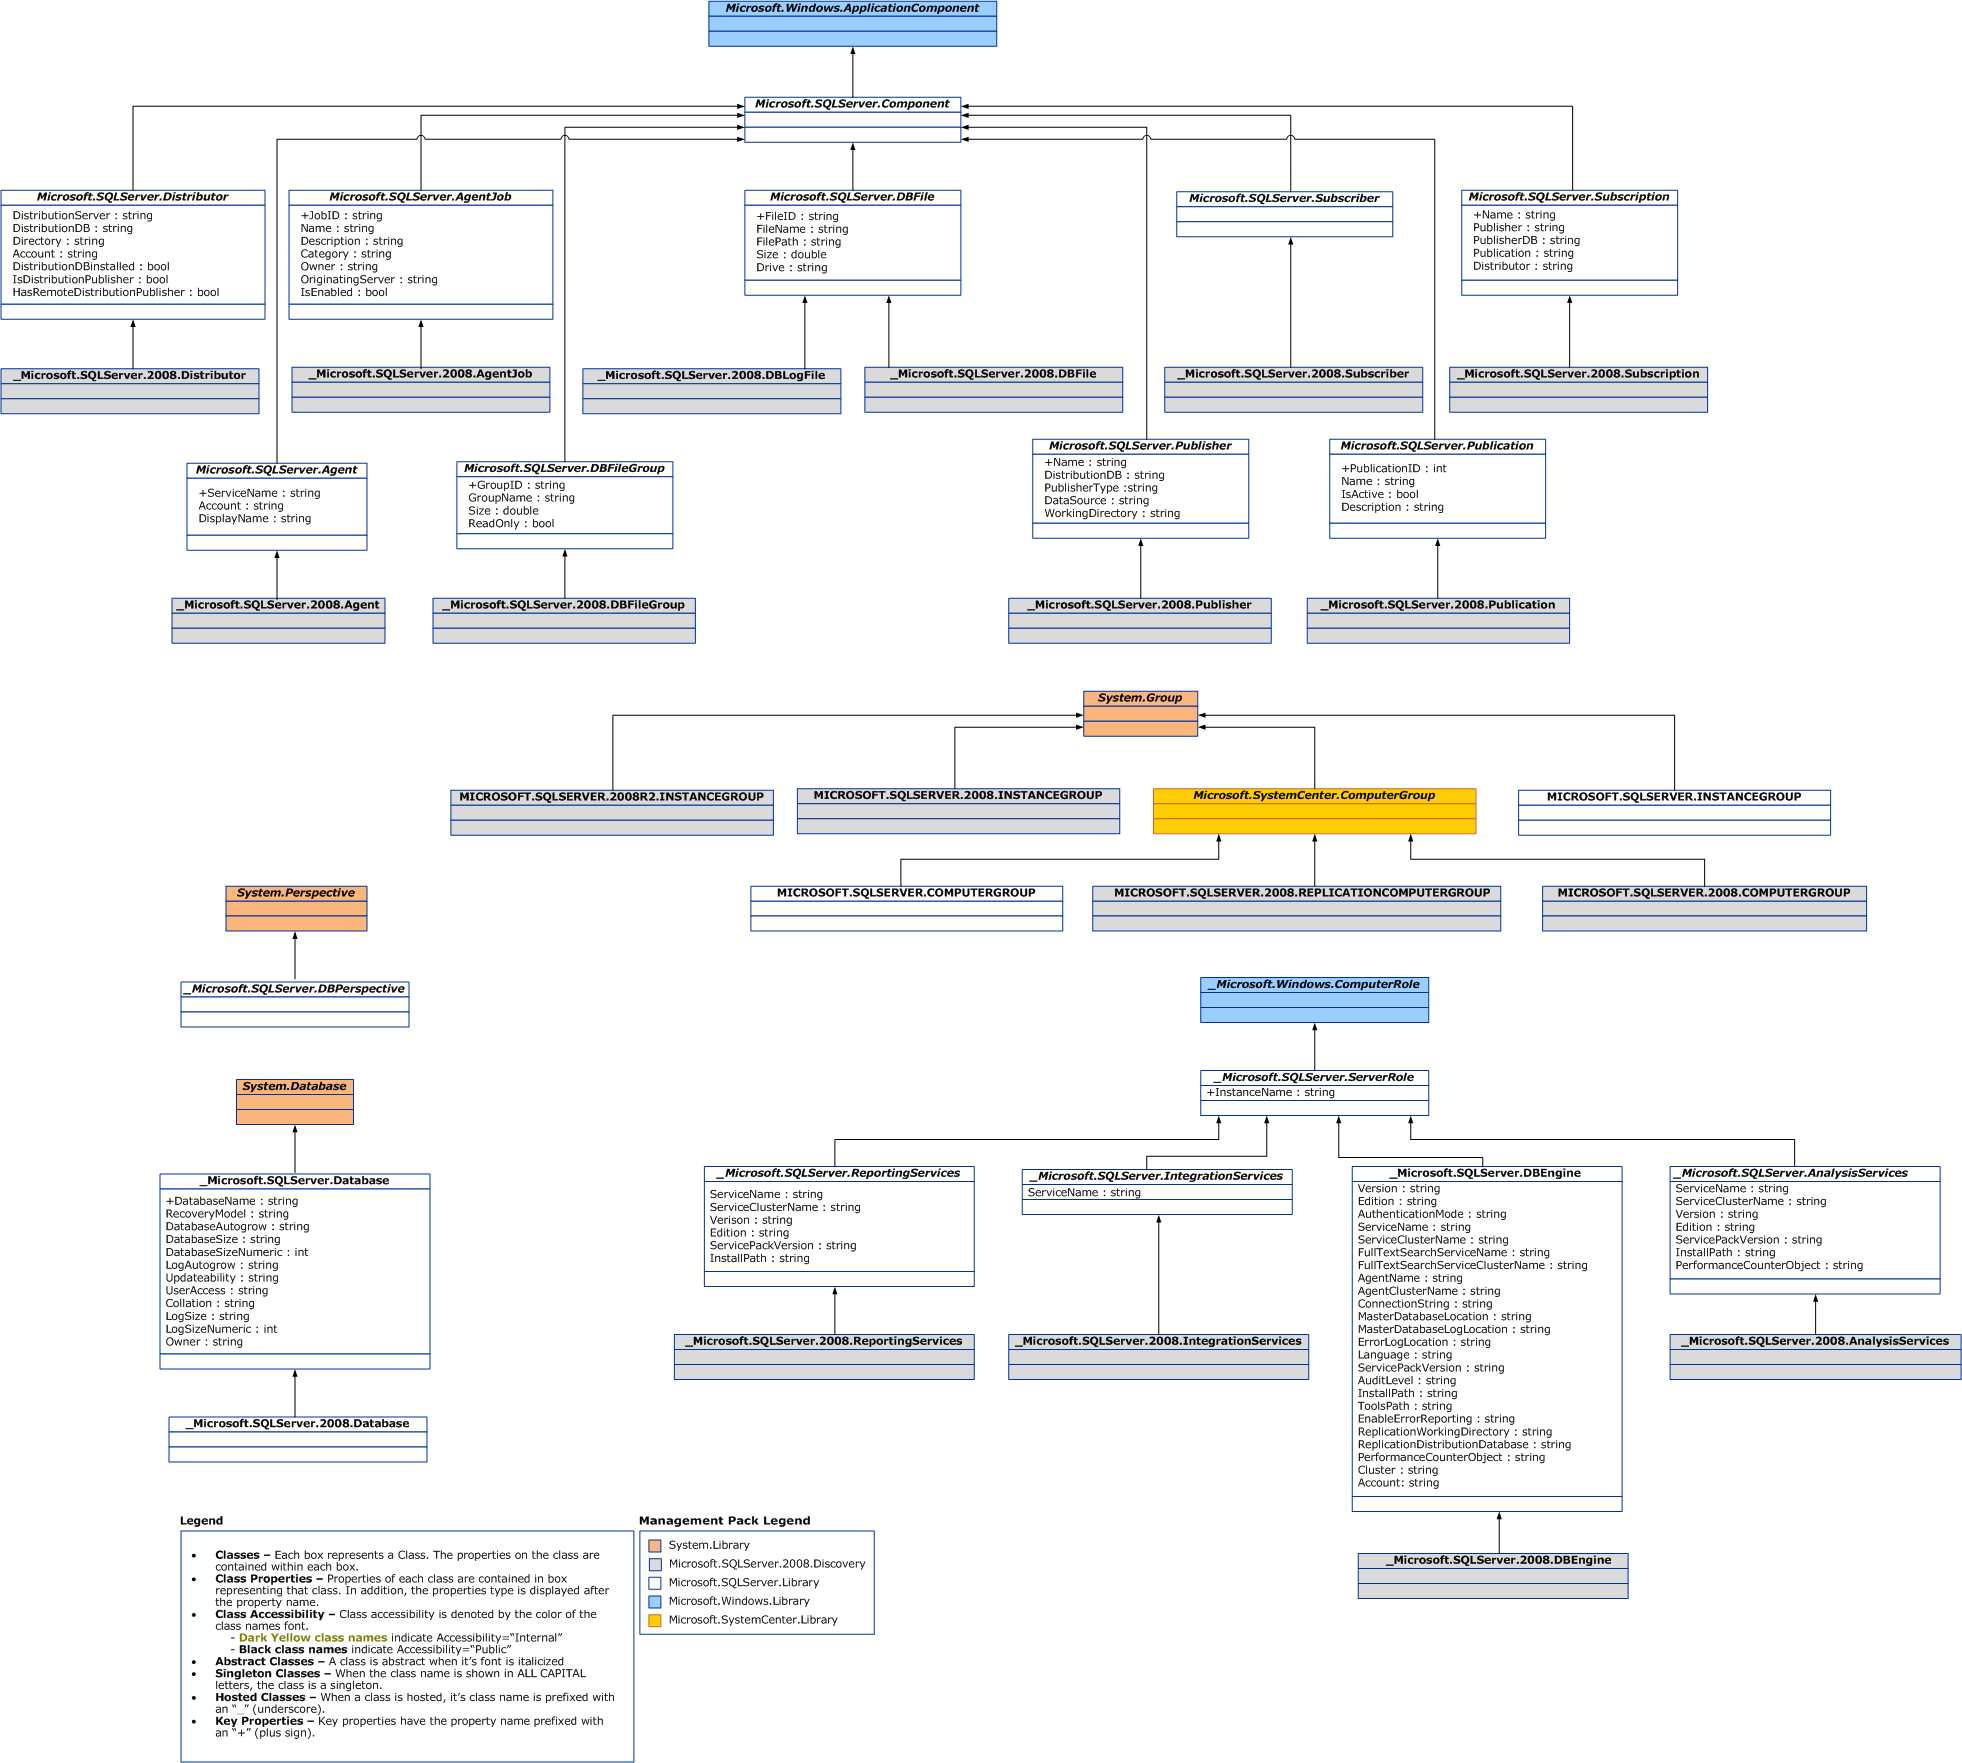 Microsoft.Windows.ApplicationComponent
Microsoft.SQLServer.Component
Microsoft.SQLServer.Distributor
DistributionServer : string
DistributionDB : string
Directory : string
Account : string
DistributionDBinstalled : bool
IsDistributionPublisher : bool
HasRemoteDistributionPublisher : bool
Microsoft.SQLServer.AgentJob
+JobID : string
Name : string
Description : string
Category : string
Owner : string
OriginatingServer : string
IsEnabled : bool
Microsoft.SQLServer.DBFile
+FileID : string
FileName : string
FilePath : string
Size : double
Drive : string
Microsoft.SQLServer.Subscriber
Microsoft.SQLServer.Subscription
+Name : string
Publisher : string
PublisherDB : string
Publication : string
Distributor : string
_Microsoft.SQLServer.2008.Distributor
_Microsoft.SQLServer.2008.AgentJob
_Microsoft.SQLServer.2008.DBLogFile
_Microsoft.SQLServer.2008.DBFile
_Microsoft.SQLServer.2008.Subscriber
_Microsoft.SQLServer.2008.Subscription
Microsoft.SQLServer.Agent
+ServiceName : string
Account : string
DisplayName : string
Microsoft.SQLServer.DBFileGroup
+GroupID : string
GroupName : string
Size : double
ReadOnly : bool
Microsoft.SQLServer.Publisher
+Name : string
DistributionDB : string
PublisherType :string
DataSource : string
WorkingDirectory : string
Microsoft.SQLServer.Publication
+PublicationID : int
Name : string
IsActive : bool
Description : string
_Microsoft.SQLServer.2008.Agent
_Microsoft.SQLServer.2008.DBFileGroup
_Microsoft.SQLServer.2008.Publisher
_Microsoft.SQLServer.2008.Publication
System.Group
MICROSOFT.SQLSERVER.2008R2.INSTANCEGROUP
MICROSOFT.SQLSERVER.2008.INSTANCEGROUP
Microsoft.SystemCenter.ComputerGroup
MICROSOFT.SQLSERVER.INSTANCEGROUP
MICROSOFT.SQLSERVER.COMPUTERGROUP
MICROSOFT.SQLSERVER.2008.REPLICATIONCOMPUTERGROUP
MICROSOFT.SQLSERVER.2008.COMPUTERGROUP
System.Perspective
_Microsoft.SQLServer.DBPerspective
_Microsoft.Windows.ComputerRole
_Microsoft.SQLServer.ServerRole
+InstanceName : string
System.Database
_Microsoft.SQLServer.Database
+DatabaseName : string
RecoveryModel : string
DatabaseAutogrow : string
DatabaseSize : string
DatabaseSizeNumeric : int
LogAutogrow : string
Updateability : string
UserAccess : string
Collation : string
LogSize : string
LogSizeNumeric : int
Owner : string
_Microsoft.SQLServer.2008.Database
_Microsoft.SQLServer.ReportingServices
ServiceName : string
ServiceClusterName : string
Verison : string
Edition : string
ServicePackVersion : string
InstallPath : string
_Microsoft.SQLServer.IntegrationServices
ServiceName : string
_Microsoft.SQLServer.DBEngine
Version : string
Edition : string
AuthenticationMode : string
ServiceName : string
ServiceClusterName : string
FullTextSearchServiceName : string
FullTextSearchServiceClusterName : string
AgentName : string
AgentClusterName : string
ConnectionString : string
MasterDatabaseLocation : string
MasterDatabaseLogLocation : string
ErrorLogLocation : string
Language : string
ServicePackVersion : string
AuditLevel : string
InstallPath : string
ToolsPath : string
EnableErrorReporting : string
ReplicationWorkingDirectory : string
ReplicationDistributionDatabase : string
PerformanceCounterObject : string
Cluster : string
Account: string
_Microsoft.SQLServer.AnalysisServices
ServiceName : string
ServiceClusterName : string
Version : string
Edition : string
ServicePackVersion : string
InstallPath : string
PerformanceCounterObject : string
_Microsoft.SQLServer.2008.ReportingServices
_Microsoft.SQLServer.2008.IntegrationServices
_Microsoft.SQLServer.2008.AnalysisServices
_Microsoft.SQLServer.2008.DBEngine
Legend
• Classes – Each box represents a Class. The properties on the class are
contained within each box.
• Class Properties – Properties of each class are contained in box
representing that class. In addition, the properties type is displayed after
the property name.
• Class Accessibility – Class accessibility is denoted by the color of the
class names font.
- Dark Yellow class names indicate Accessibility=“Internal”
- Black class names indicate Accessibility=“Public”
• Abstract Classes – A class is abstract when it’s font is italicized
• Singleton Classes – When the class name is shown in ALL CAPITAL
letters, the class is a singleton.
• Hosted Classes – When a class is hosted, it’s class name is prefixed with
an “_” (underscore).
• Key Properties – Key properties have the property name prefixed with
an “+” (plus sign).
Management Pack Legend
System.Library
Microsoft.SQLServer.2008.Discovery
Microsoft.SQLServer.Library
Microsoft.Windows.Library
Microsoft.SystemCenter.Library